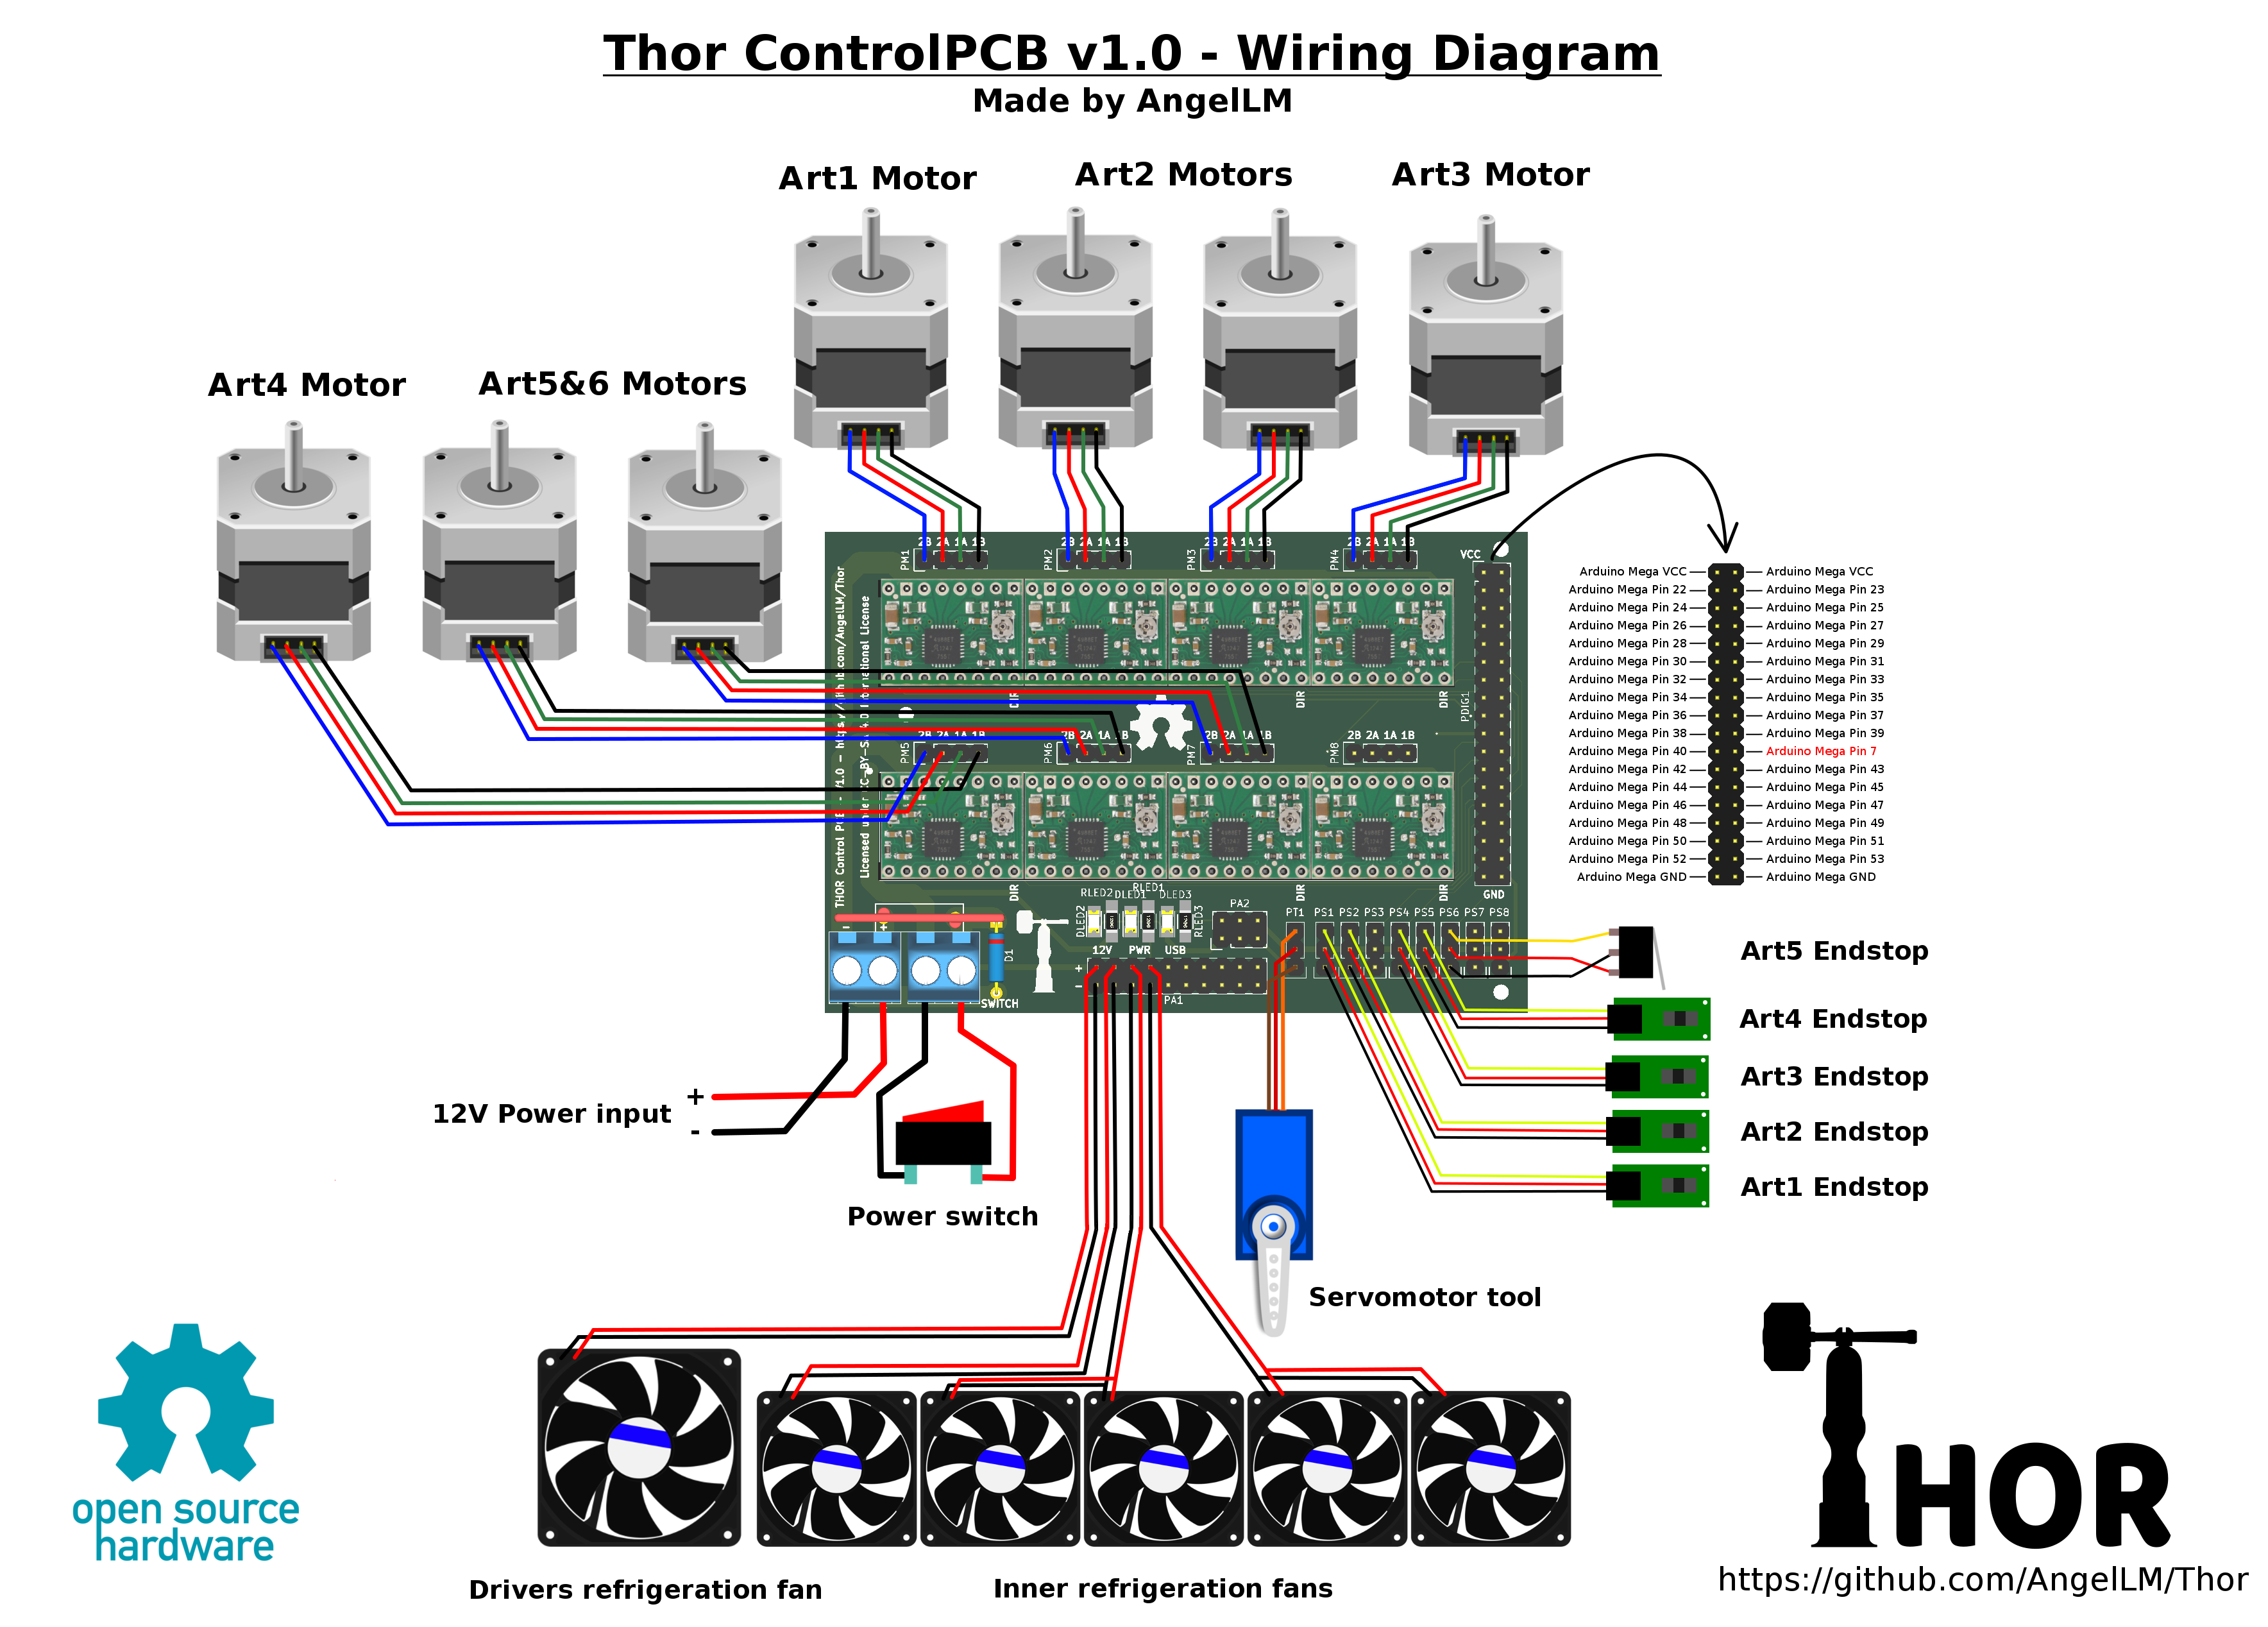 Thor ControlPCB v1.0 - Wiring Diagram
Made by AngelLM
Art1 Motor
Art2 Motors
Art3 Motor
Art4 Motor
Art5&6 Motors
2B 2A 1A 1B
PM1
2B 2A 1A 1B
PM2
2B 2A 1A 1B
PM3
2B 2A 1A 1B
PM4
VCC
Arduino Mega VCC Arduino Mega VCC
Arduino Mega Pin 22 Arduino Mega Pin 23
Arduino Mega Pin 24 Arduino Mega Pin 25
Arduino Mega Pin 26 Arduino Mega Pin 27
Arduino Mega Pin 28 Arduino Mega Pin 29
Arduino Mega Pin 30 Arduino Mega Pin 31
Arduino Mega Pin 32 Arduino Mega Pin 33
Arduino Mega Pin 34 Arduino Mega Pin 35
Arduino Mega Pin 36 Arduino Mega Pin 37
Arduino Mega Pin 38 Arduino Mega Pin 39
Arduino Mega Pin 40 Arduino Mega Pin 7
Arduino Mega Pin 42 Arduino Mega Pin 43
Arduino Mega Pin 44 Arduino Mega Pin 45
Arduino Mega Pin 46 Arduino Mega Pin 47
Arduino Mega Pin 48 Arduino Mega Pin 49
Arduino Mega Pin 50 Arduino Mega Pin 51
Arduino Mega Pin 52 Arduino Mega Pin 53
Arduino Mega GND Arduino Mega GND
THOR Control PCB - V1.0 - https://github.com/AngelLM/Thor
Licensed under CC-BY-SA 4.0 International License
DIR
DIR
DIR
PDIG1
2B 2A 1A 1B
PM5
2B 2A 1A 1B
PM6
2B 2A 1A 1B
PM7
2B 2A 1A 1B
PM8
DIR
DIR
DIR
GND
RLED2
RLED1
DLED1
DLED3
DLED2
RLED3
PA2
PT1 PS1 PS2 PS3 PS4 PS5 PS6 PS7 PS8
- +
D1
12V PWR USB
+
-
PA1
SWITCH
Art5 Endstop
Art4 Endstop
Art3 Endstop
Art2 Endstop
Art1 Endstop
12V Power input
+
-
Power switch
Servomotor tool
open source
hardware
Drivers refrigeration fan
Inner refrigeration fans
THOR
https://github.com/AngelLM/Thor